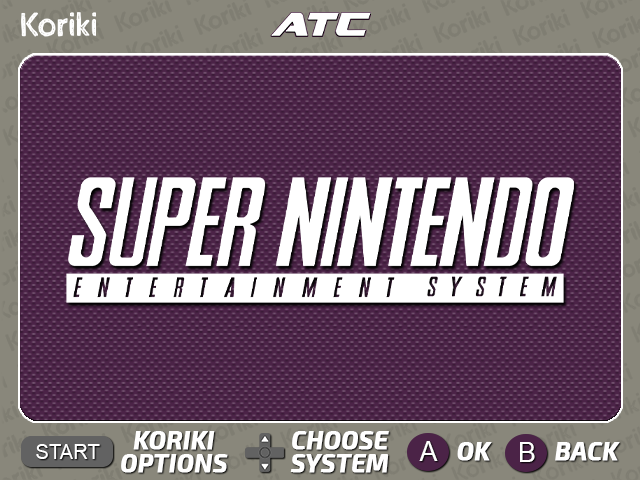 Koriki
ATC
SUPER NINTENDO
ENTERTAINMENT SYSTEM
START
KORIKI
OPTIONS
CHOOSE
SYSTEM
A OK
B BACK